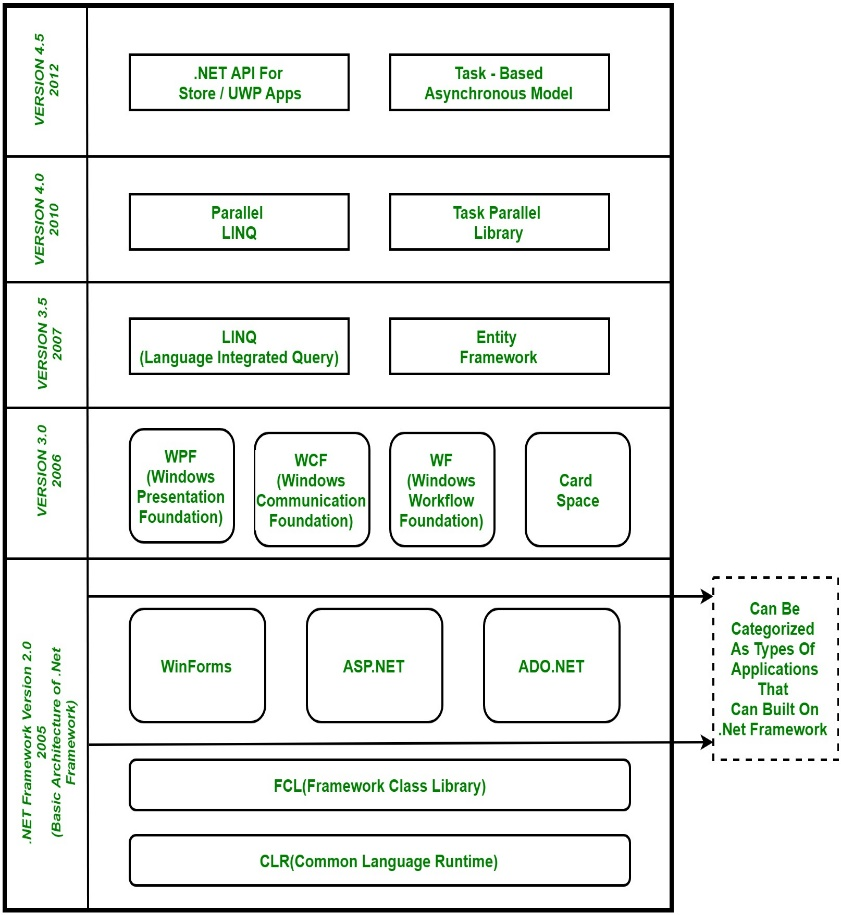 VERSION 4.5
2012
.NET API For
Store / UWP Apps
Task - Based
Asynchronous Model
VERSION 4.0
2010
Parallel
LINQ
Task Parallel
Library
VERSION 3.5
2007
LINQ
(Language Integrated Query)
Entity
Framework
VERSION 3.0
2006
WPF
(Windows
Presentation
Foundation)
WCF
(Windows
Communication
Foundation)
WF
(Windows
Workflow
Foundation)
Card
Space
.NET Framework Version 2.0
2005
(Basic Architecture of .Net
Framework)
WinForms
ASP.NET
ADO.NET
FCL(Framework Class Library)
CLR(Common Language Runtime)
Can Be
Categorized
As Types Of
Applications
That
Can Built On
.Net Framework